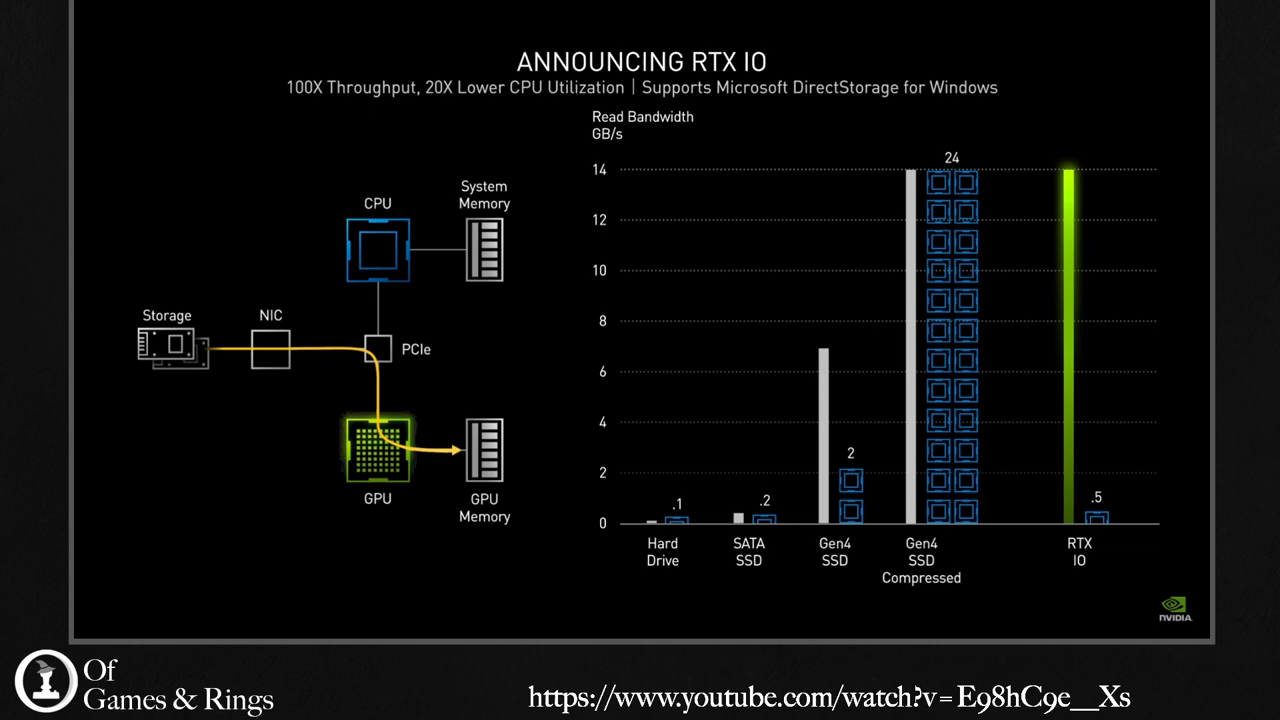 ANNOUNCING RTX IO
100X Throughput, 20X Lower CPU Utilization | Supports Microsoft DirectStorage for Windows
System
Memory
CPU
Storage
NIC
PCIe
GPU
GPU
Memory
Read Bandwidth
GB/s
14
12
10
8
6
4
2
0
.1
.2
2
24
.5
Hard
Drive
SATA
SSD
Gen4
SSD
Gen4
SSD
Compressed
RTX
IO
NVIDIA.
Of
Games & Rings
https://www.youtube.com/watch?v=E98hC9e__Xs